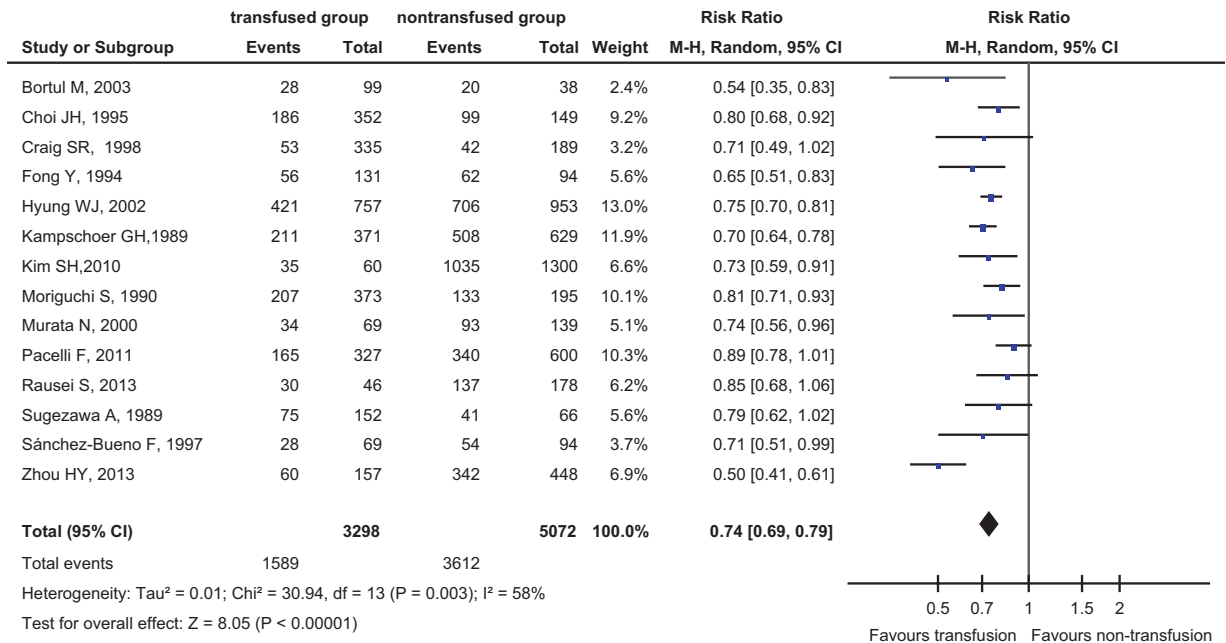 transfused group nontransfused group Risk Ratio Risk Ratio
Study or Subgroup Events Total Events Total Weight M-H, Random, 95% CI M-H, Random, 95% CI
Bortul M, 2003 28 99 20 38 2.4% 0.54 [0.35, 0.83]
Choi JH, 1995 186 352 99 149 9.2% 0.80 [0.68, 0.92]
Craig SR, 1998 53 335 42 189 3.2% 0.71 [0.49, 1.02]
Fong Y, 1994 56 131 62 94 5.6% 0.65 [0.51, 0.83]
Hyung WJ, 2002 421 757 706 953 13.0% 0.75 [0.70, 0.81]
Kampschoer GH,1989 211 371 508 629 11.9% 0.70 [0.64, 0.78]
Kim SH,2010 35 60 1035 1300 6.6% 0.73 [0.59, 0.91]
Moriguchi S, 1990 207 373 133 195 10.1% 0.81 [0.71, 0.93]
Murata N, 2000 34 69 93 139 5.1% 0.74 [0.56, 0.96]
Pacelli F, 2011 165 327 340 600 10.3% 0.89 [0.78, 1.01]
Rausei S, 2013 30 46 137 178 6.2% 0.85 [0.68, 1.06]
Sugezawa A, 1989 75 152 41 66 5.6% 0.79 [0.62, 1.02]
Sánchez-Bueno F, 1997 28 69 54 94 3.7% 0.71 [0.51, 0.99]
Zhou HY, 2013 60 157 342 448 6.9% 0.50 [0.41, 0.61]
Total (95% CI) 3298 5072 100.0% 0.74 [0.69, 0.79]
Total events 1589 3612
Heterogeneity: Tau² = 0.01; Chi² = 30.94, df = 13 (P = 0.003); I² = 58%
Test for overall effect: Z = 8.05 (P < 0.00001)
0.5 0.7 1 1.5 2
Favours transfusion Favours non-transfusion